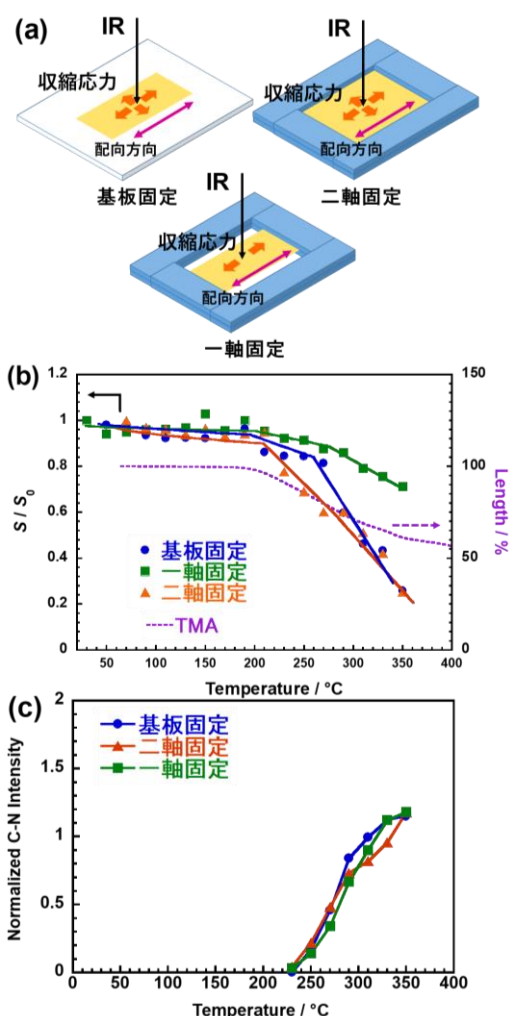 (a)
IR
収縮応力
配向方向
基板固定
IR
収縮応力
配向方向
二軸固定
IR
収縮応力
配向方向
一軸固定
(b)
1.2
1
0.8
0.6
0.4
0.2
0
S / S0
150
100
50
0
Length / %
基板固定
一軸固定
二軸固定
TMA
50 100 150 200 250 300 350 400
Temperature / °C
(c)
2
1.5
1
0.5
0
Normalized C-N Intensity
基板固定
二軸固定
一軸固定
0 50 100 150 200 250 300 350 400
Temperature / °C